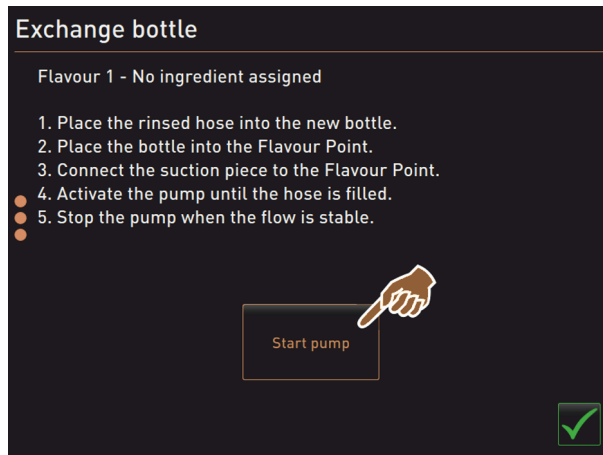 Exchange bottle
Flavour 1 - No ingredient assigned
1. Place the rinsed hose into the new bottle.
2. Place the bottle into the Flavour Point.
3. Connect the suction piece to the Flavour Point.
4. Activate the pump until the hose is filled.
5. Stop the pump when the flow is stable.
Start pump